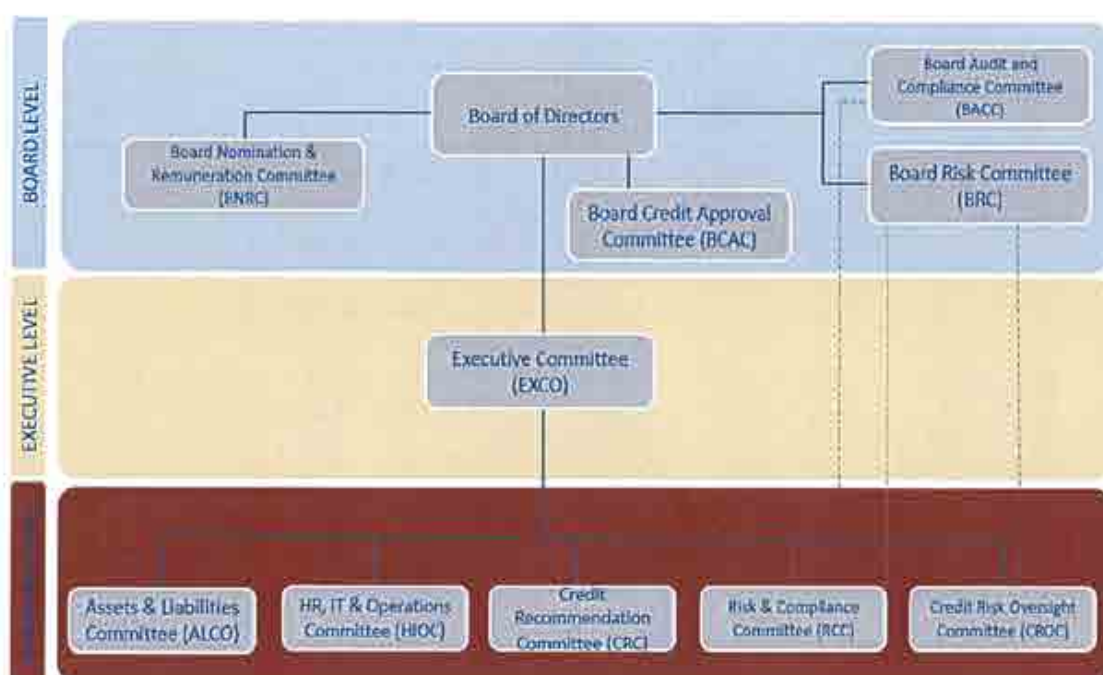 BOARD LEVEL
Board of Directors
Board Audit and
Compliance Committee
(BACC)
Board Nomination &
Remuneration Committee
(BNRC)
Board Risk Committee
(BRC)
Board Credit Approval
Committee (BCAC)
EXECUTIVE LEVEL
Executive Committee
(EXCO)
Assets & Liabilities
Committee (ALCO)
HR, IT & Operations
Committee (HIOC)
Credit
Recommendation
Committee (CRC)
Risk & Compliance
Committee (RCC)
Credit Risk Oversight
Committee (CROC)